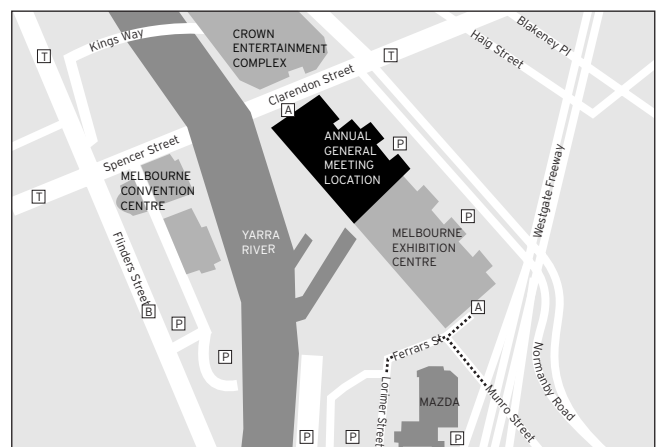 CROWN
ENTERTAINMENT
COMPLEX
Kings Way
Blakeney Pl
Haig Street
T
T
Clarendon Street
A
ANNUAL
GENERAL
MEETING
LOCATION
P
Spencer Street
MELBOURNE
CONVENTION
CENTRE
T
Westgate Freeway
P
YARRA
RIVER
MELBOURNE
EXHIBITION
CENTRE
Flinders Street
B
P
P
A
Ferrars St
Normanby Road
Lorimer Street
MAZDA
Munro Street
P
P
P